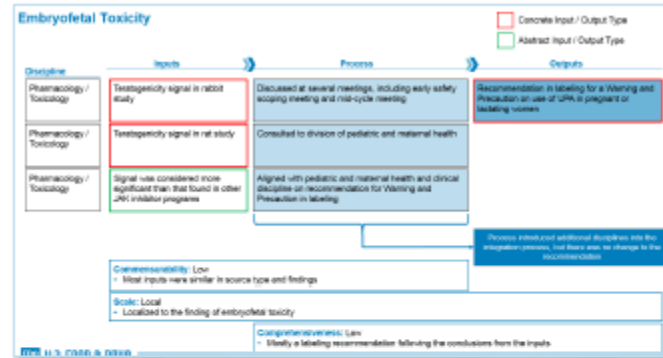 Embryofetal Toxicity
Concrete Input / Output Type
Abstract Input / Output Type
Discipline
Inputs
Process
Outputs
Pharmacology /
Toxicology
Teratogenicity signal in rabbit
study
Discussed at several meetings, including early safety
scoping meeting and mid-cycle meeting
Recommendation in labeling for a Warning and
Precaution on use of UPA in pregnant or
lactating women
Pharmacology /
Toxicology
Teratogenicity signal in rat study
Consulted to division of pediatric and maternal health
Pharmacology /
Toxicology
Signal was considered more
significant than that found in other
JAK inhibitor programs
Aligned with pediatric and maternal health and clinical
discipline on recommendation for Warning and
Precaution in labeling
Process introduced additional disciplines into the
integration process, but there was no change to the
recommendation
Commensurability: Low
- Most inputs were similar in source type and findings
Scale: Local
- Localized to the finding of embryofetal toxicity
Comprehensiveness: Low
- Mostly a labeling recommendation following the conclusions from the inputs
U.S. FOOD & DRUG